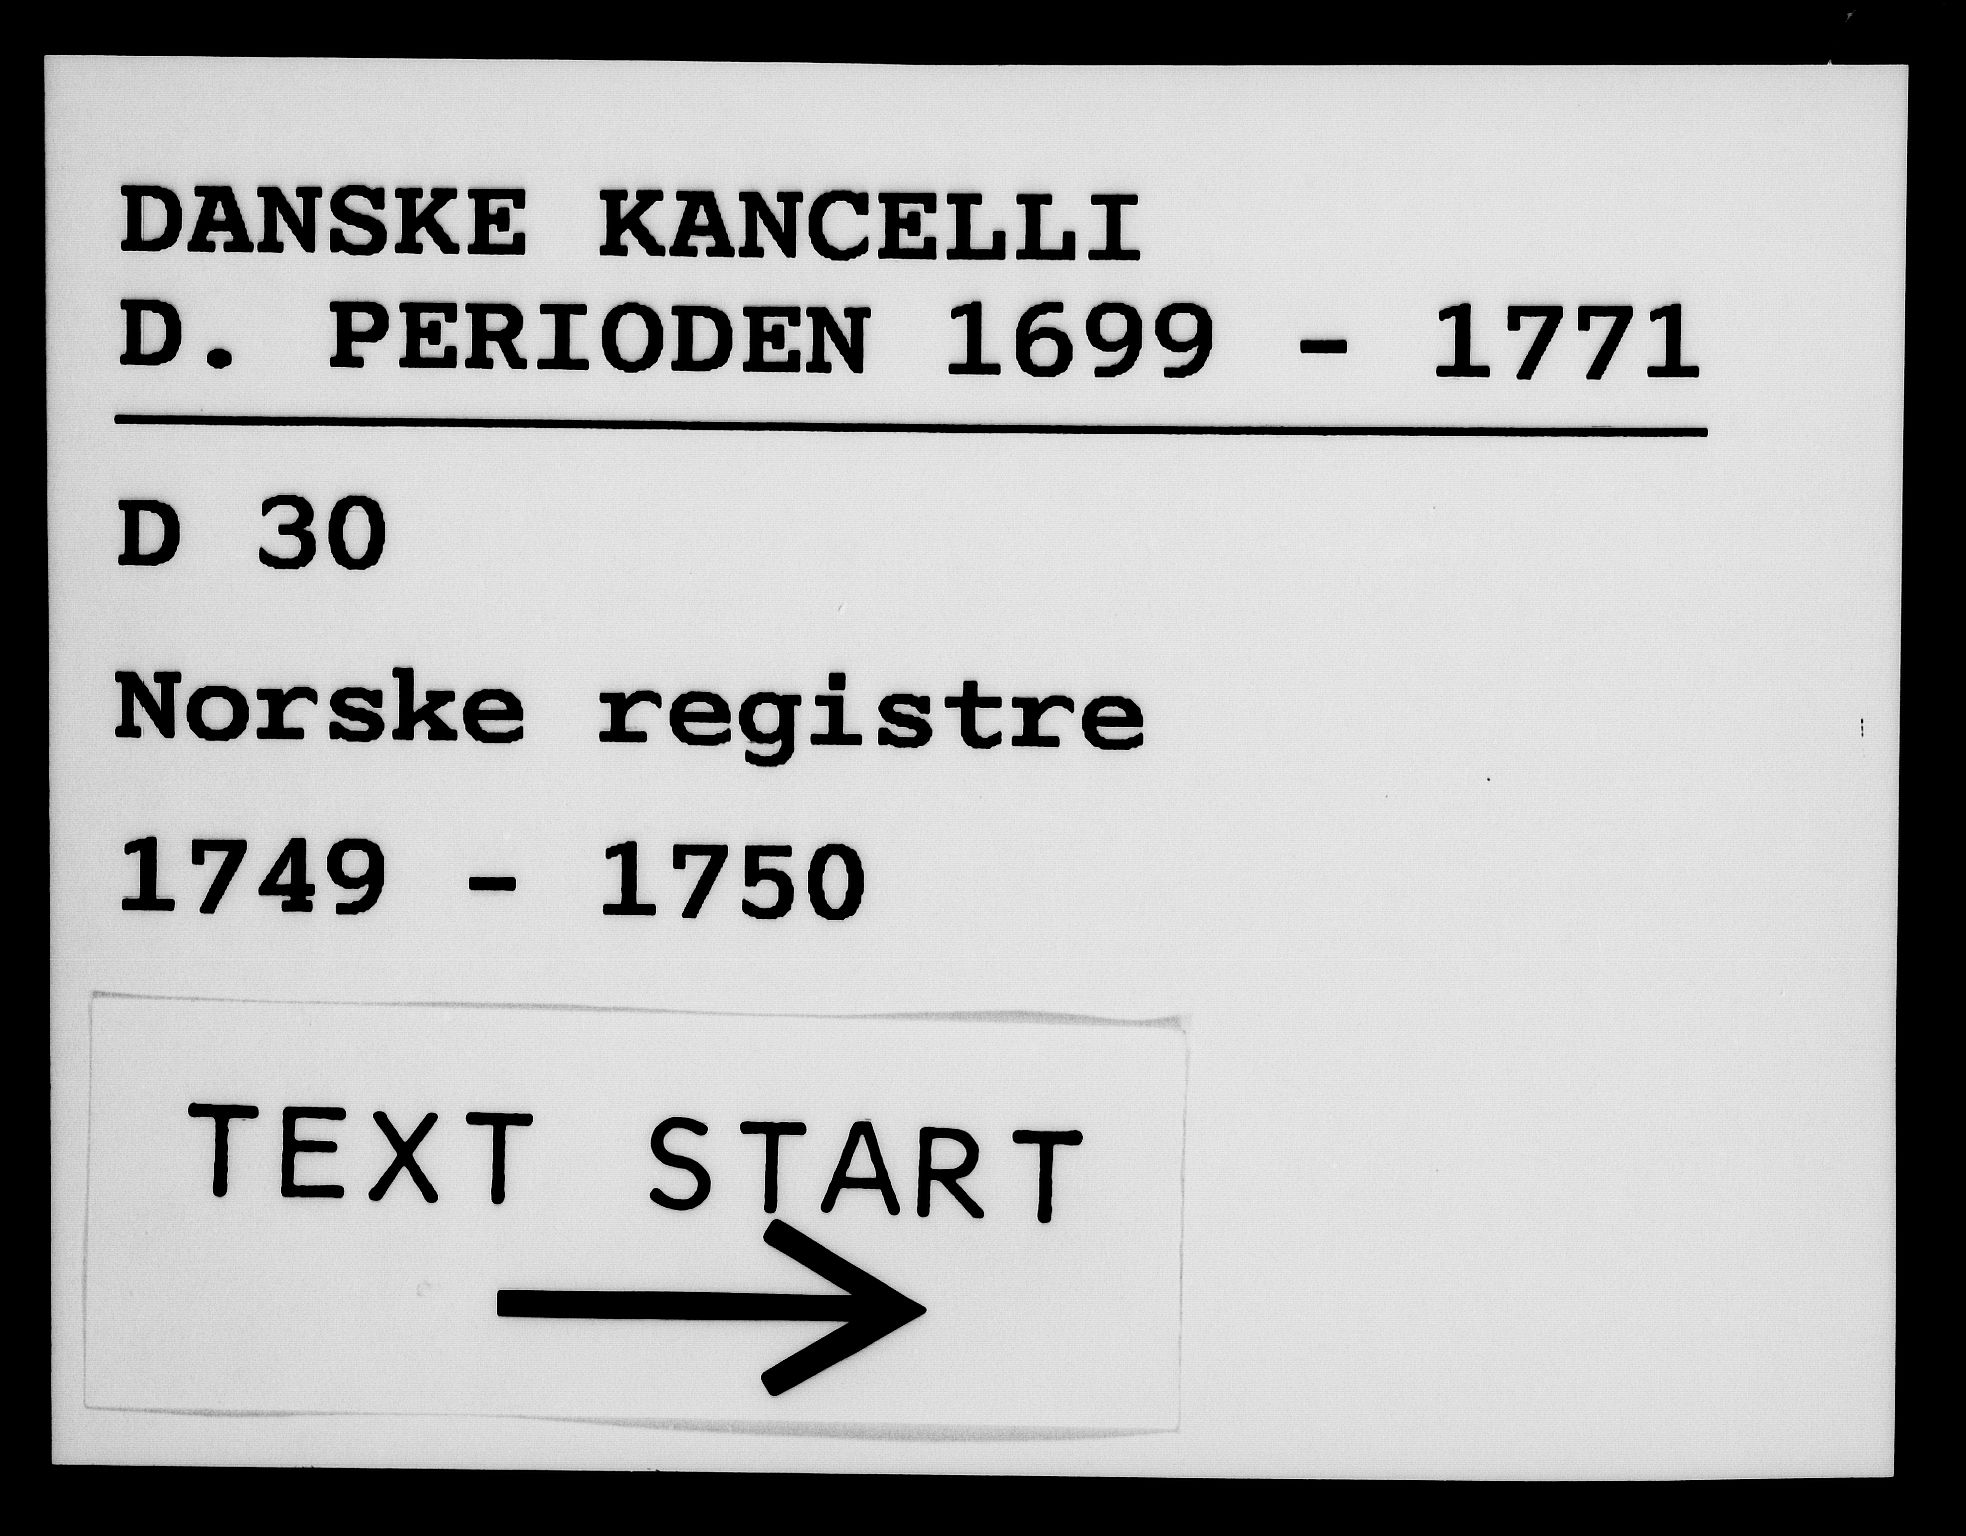 DANSKE KANCELLI
D. PERIODEN 1699 - 1771
D 30
Norske registre
1749 - 1750
TEXT START